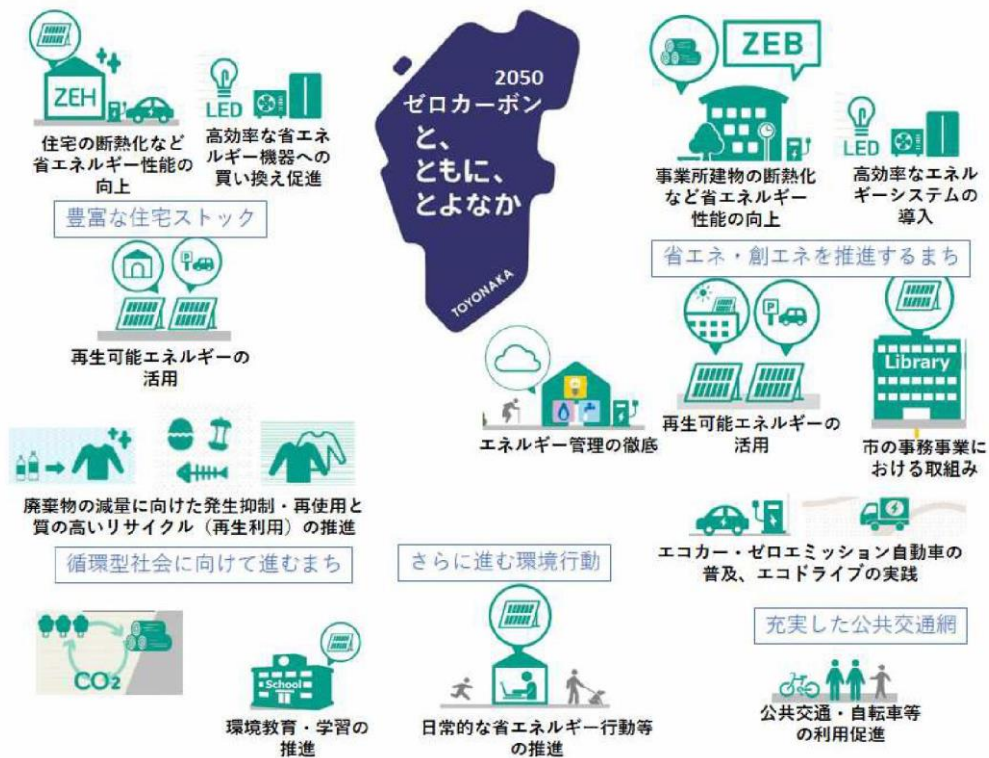 ZEH
LED
住宅の断熱化など
省エネルギー性能の
向上
高効率な省エネ
ルギー機器への
買い換え促進
豊富な住宅ストック
P
再生可能エネルギーの
活用
2050
ゼロカーボン
と、
ともに、
とよなか
TOYONAKA
ZEB
LED
事業所建物の断熱化
など省エネルギー
性能の向上
高効率なエネル
ギーシステムの
導入
省エネ・創エネを推進するまち
P
Library
エネルギー管理の徹底
再生可能エネルギーの
活用
市の事務事業に
おける取組み
廃棄物の減量に向けた発生抑制・再使用と
質の高いリサイクル（再生利用）の推進
循環型社会に向けて進むまち
さらに進む環境行動
エコカー・ゼロエミッション自動車の
普及、エコドライブの実践
充実した公共交通網
CO2
School
環境教育・学習の
推進
日常的な省エネルギー行動等
の推進
公共交通・自転車等
の利用促進